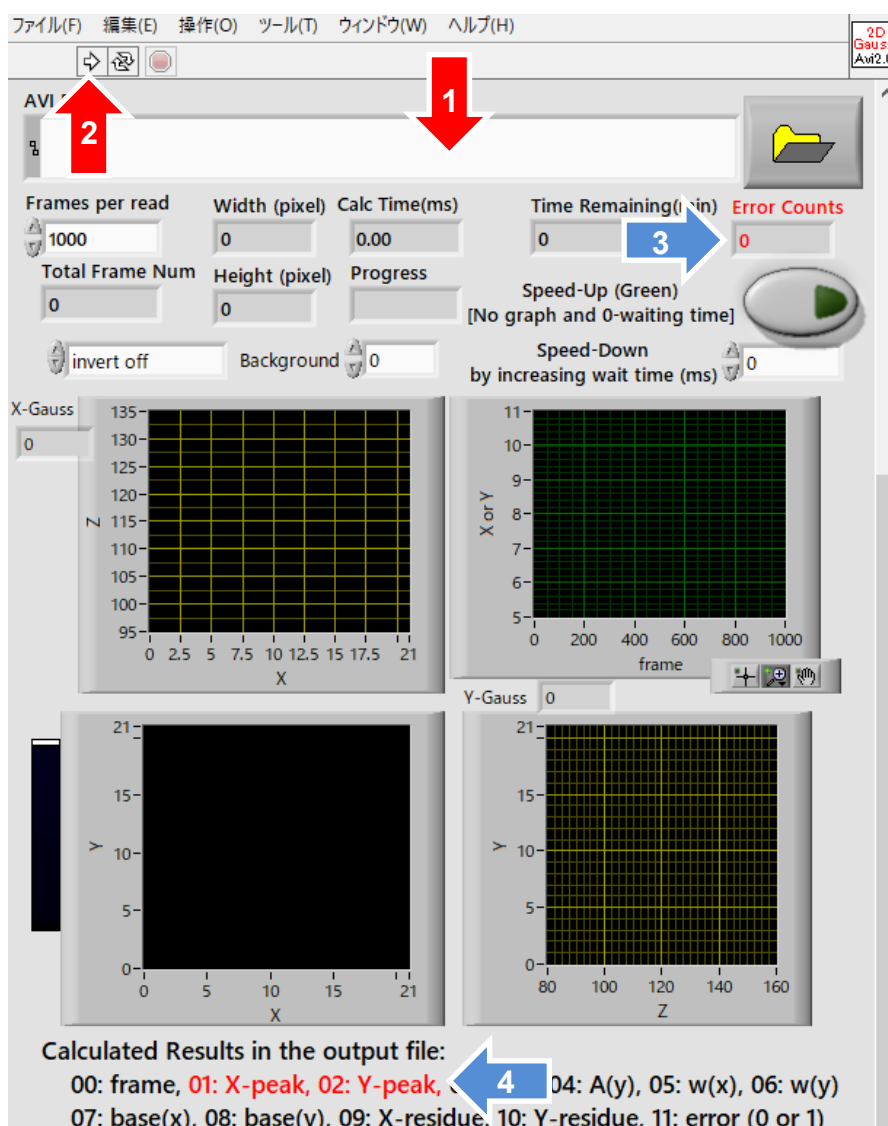 ファイル(F) 編集(E) 操作(O) ツール(T) ウィンドウ(W) ヘルプ(H)
2D
Gauss
Avi2.0
AVI
1
2
Frames per read
1000
Width (pixel)
0
Calc Time(ms)
0.00
Time Remaining(min)
0
3
Error Counts
0
Total Frame Num
0
Height (pixel)
0
Progress
Speed-Up (Green)
[No graph and 0-waiting time]
invert off
Background
0
Speed-Down
by increasing wait time (ms)
0
X-Gauss
0
Z
135
130
125
120
115
110
105
100
95
0 2.5 5 7.5 10 12.5 15 17.5 21
X
X or Y
11
10
9
8
7
6
5
0 200 400 600 800 1000
frame
Y
21
15
10
5
0
0 5 10 15 21
X
Y-Gauss 0
Y
21
15
10
5
0
80 100 120 140 160
Z
Calculated Results in the output file:
00: frame, 01: X-peak, 02: Y-peak, 4 04: A(y), 05: w(x), 06: w(y)
07: base(x), 08: base(y), 09: X-residue, 10: Y-residue, 11: error (0 or 1)